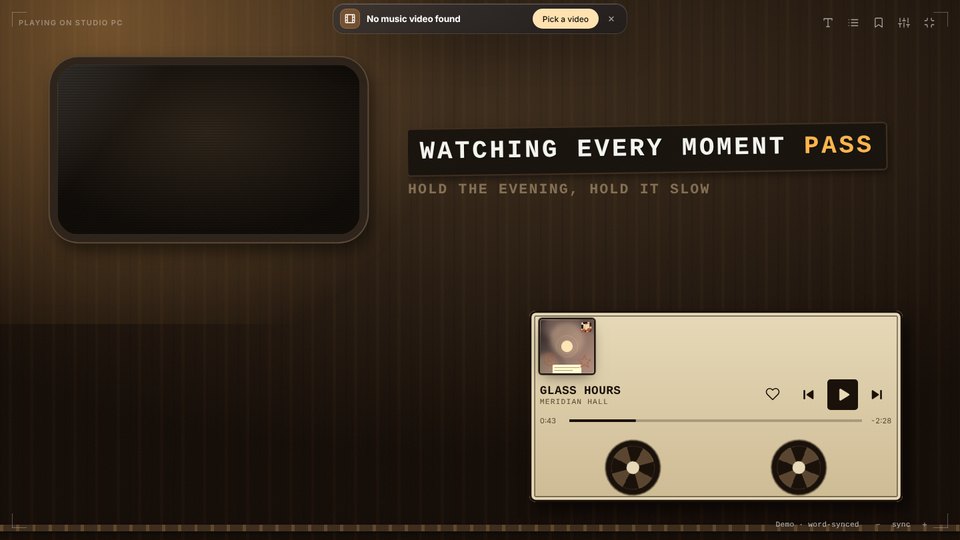 PLAYING ON STUDIO PC
No music video found
Pick a video
WATCHING EVERY MOMENT PASS
HOLD THE EVENING, HOLD IT SLOW
GLASS HOURS
MERIDIAN HALL
0:43
-2:28
Demo · word-synced
- sync +